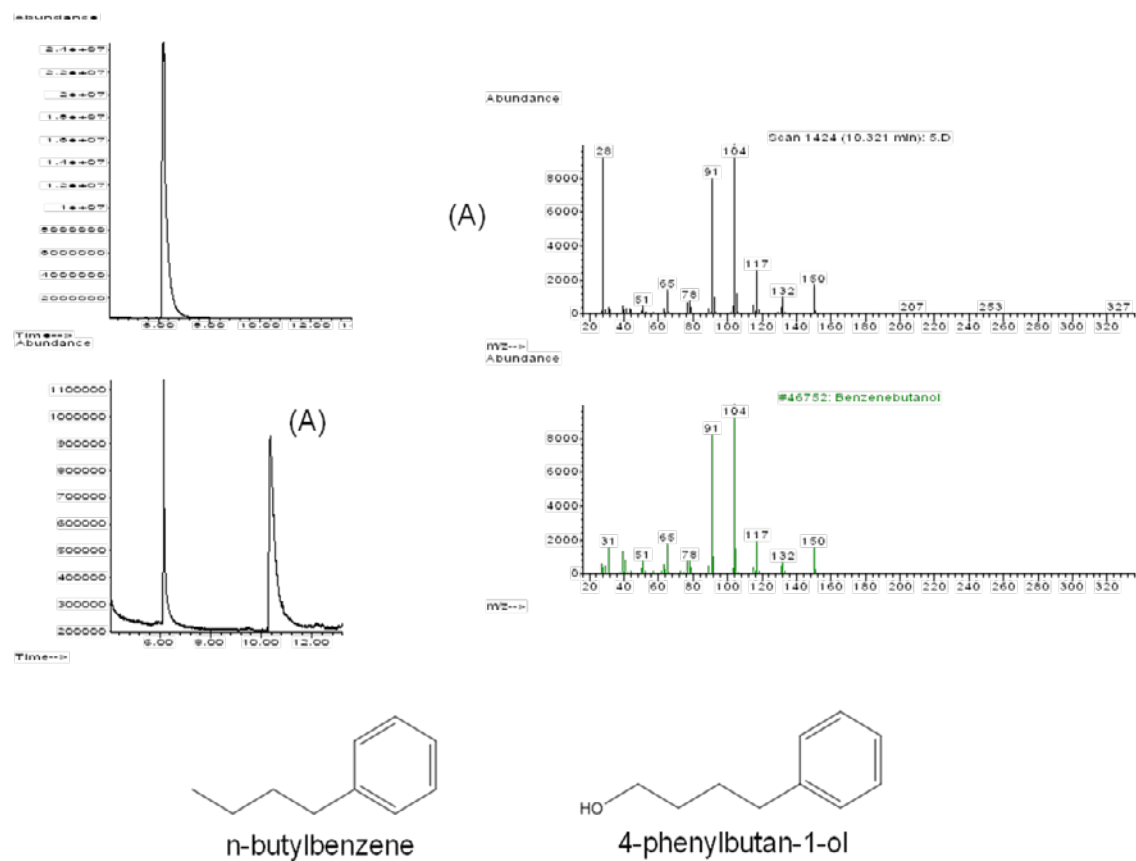 Abundance
2.4e+07
2.2e+07
2e+07
1.8e+07
1.6e+07
1.4e+07
1.2e+07
1e+07
8000000
6000000
4000000
2000000
6.00 8.00 10.00 12.00
Time-->
(A)
Abundance
Scan 1424 (10.321 min): 5.D
8000
6000
4000
2000
0
28
51
65
78
91
104
117
132
150
207
253
327
20 40 60 80 100 120 140 160 180 200 220 240 260 280 300 320
m/z-->
Abundance
1100000
1000000
900000
800000
700000
600000
500000
400000
300000
200000
6.00 8.00 10.00 12.00
Time-->
(A)
Abundance
#46752: Benzenebutanol
8000
6000
4000
2000
0
31
51
65
78
91
104
117
132
150
20 40 60 80 100 120 140 160 180 200 220 240 260 280 300 320
m/z-->
n-butylbenzene
HO
4-phenylbutan-1-ol